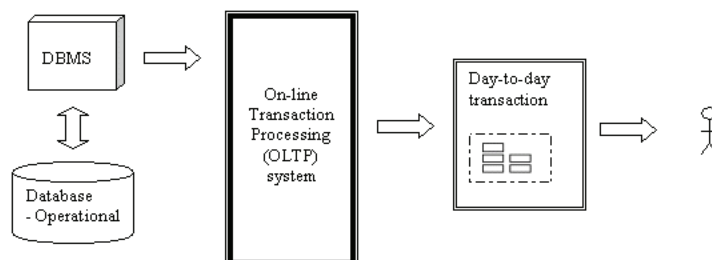 DBMS
Database
- Operational
On-line
Transaction
Processing
(OLTP)
system
Day-to-day
transaction